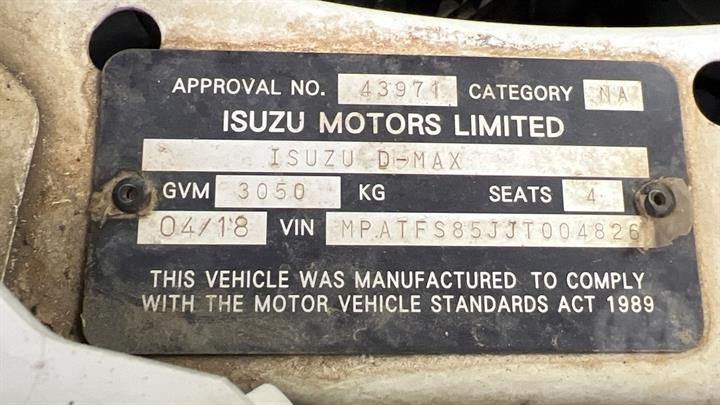 APPROVAL NO. 43971 CATEGORY NA
ISUZU MOTORS LIMITED
ISUZU D-MAX
GVM 3050 KG SEATS 4
04/18 VIN MPATFS85JJT004826
THIS VEHICLE WAS MANUFACTURED TO COMPLY
WITH THE MOTOR VEHICLE STANDARDS ACT 1989